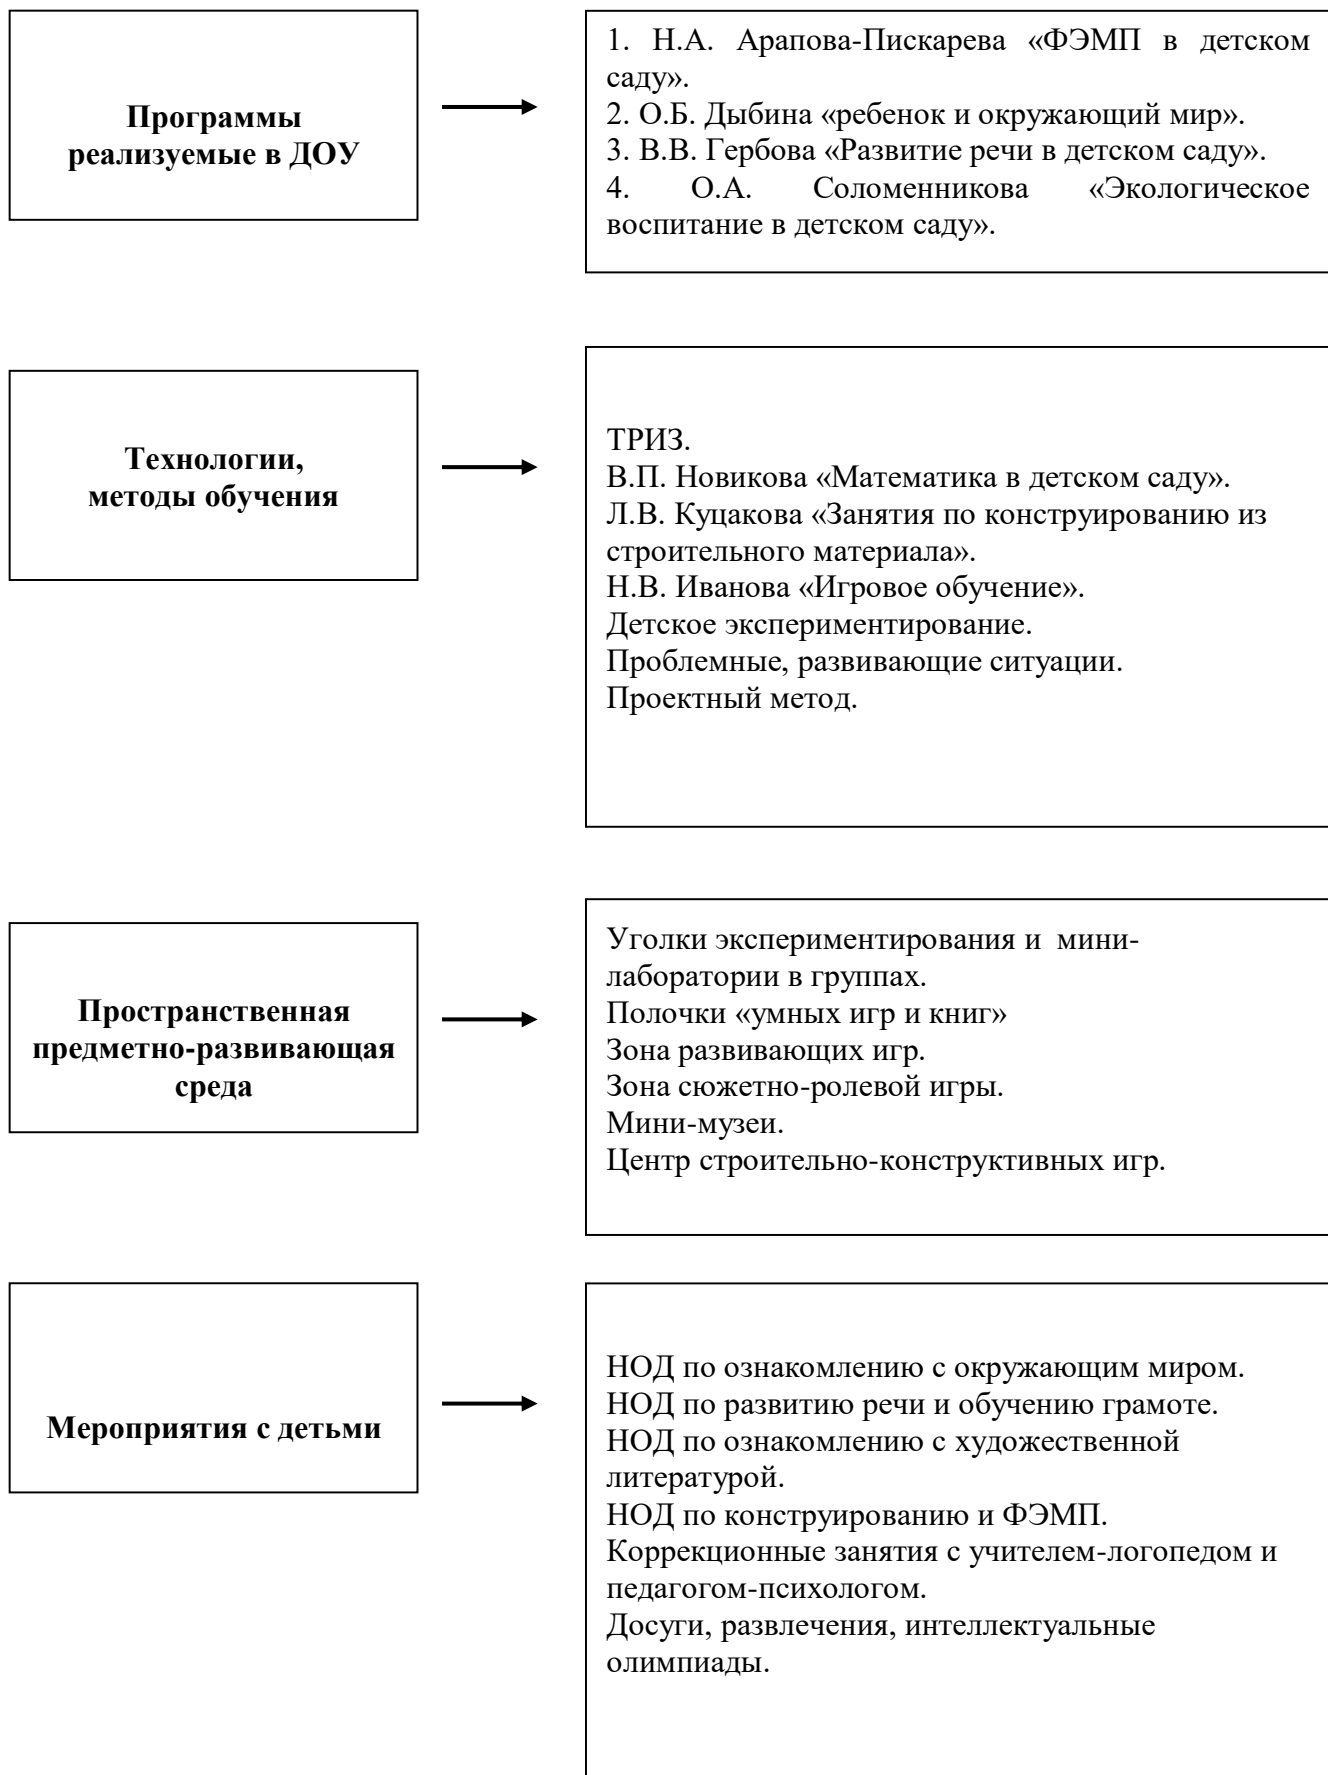 Программы
реализуемые в ДОУ
1. Н.А. Арапова-Пискарева «ФЭМП в детском
саду».
2. О.Б. Дыбина «ребенок и окружающий мир».
3. В.В. Гербова «Развитие речи в детском саду».
4. О.А. Соломенникова «Экологическое
воспитание в детском саду».
Технологии,
методы обучения
ТРИЗ.
В.П. Новикова «Математика в детском саду».
Л.В. Куцакова «Занятия по конструированию из
строительного материала».
Н.В. Иванова «Игровое обучение».
Детское экспериментирование.
Проблемные, развивающие ситуации.
Проектный метод.
Пространственная
предметно-развивающая
среда
Уголки экспериментирования и мини-
лаборатории в группах.
Полочки «умных игр и книг»
Зона развивающих игр.
Зона сюжетно-ролевой игры.
Мини-музеи.
Центр строительно-конструктивных игр.
Мероприятия с детьми
НОД по ознакомлению с окружающим миром.
НОД по развитию речи и обучению грамоте.
НОД по ознакомлению с художественной
литературой.
НОД по конструированию и ФЭМП.
Коррекционные занятия с учителем-логопедом и
педагогом-психологом.
Досуги, развлечения, интеллектуальные
олимпиады.